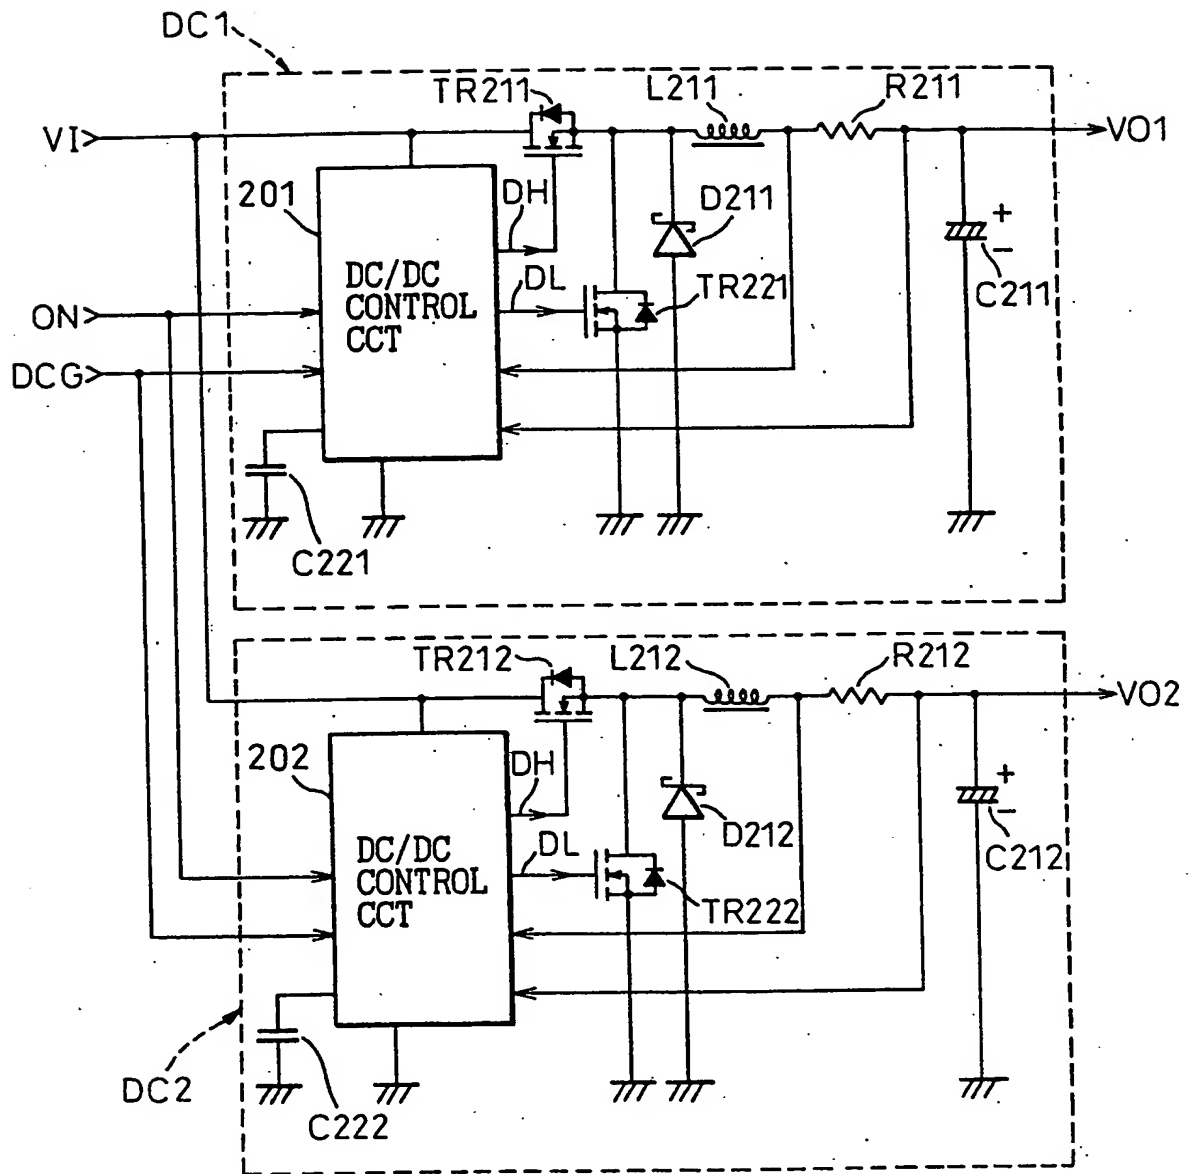 DC1
TR211
L211
R211
VI
VO1
201
DH
D211
DC/DC
CONTROL
CCT
DL
TR221
+
−
C211
ON
DCG
C221
TR212
L212
R212
VO2
202
DH
D212
DC/DC
CONTROL
CCT
DL
TR222
+
−
C212
DC2
C222